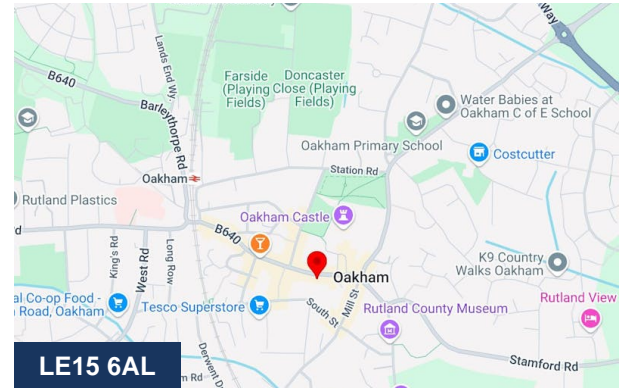 Way
Lands End Wy.
B640
Barleythorpe Rd
Farside
(Playing
Fields)
Doncaster
Close (Playing
Fields)
Water Babies at
Oakham C of E School
Oakham Primary School
Costcutter
Station Rd
Oakham
Rutland Plastics
Oakham Castle
B640
King's Rd
West Rd
Long Row
Oakham
K9 Country
Walks Oakham
al Co-op Food -
Road, Oakham
Tesco Superstore
South St
Mill St
Rutland County Museum
Rutland View
Derwent D
m Rd
Stamford Rd
LE15 6AL